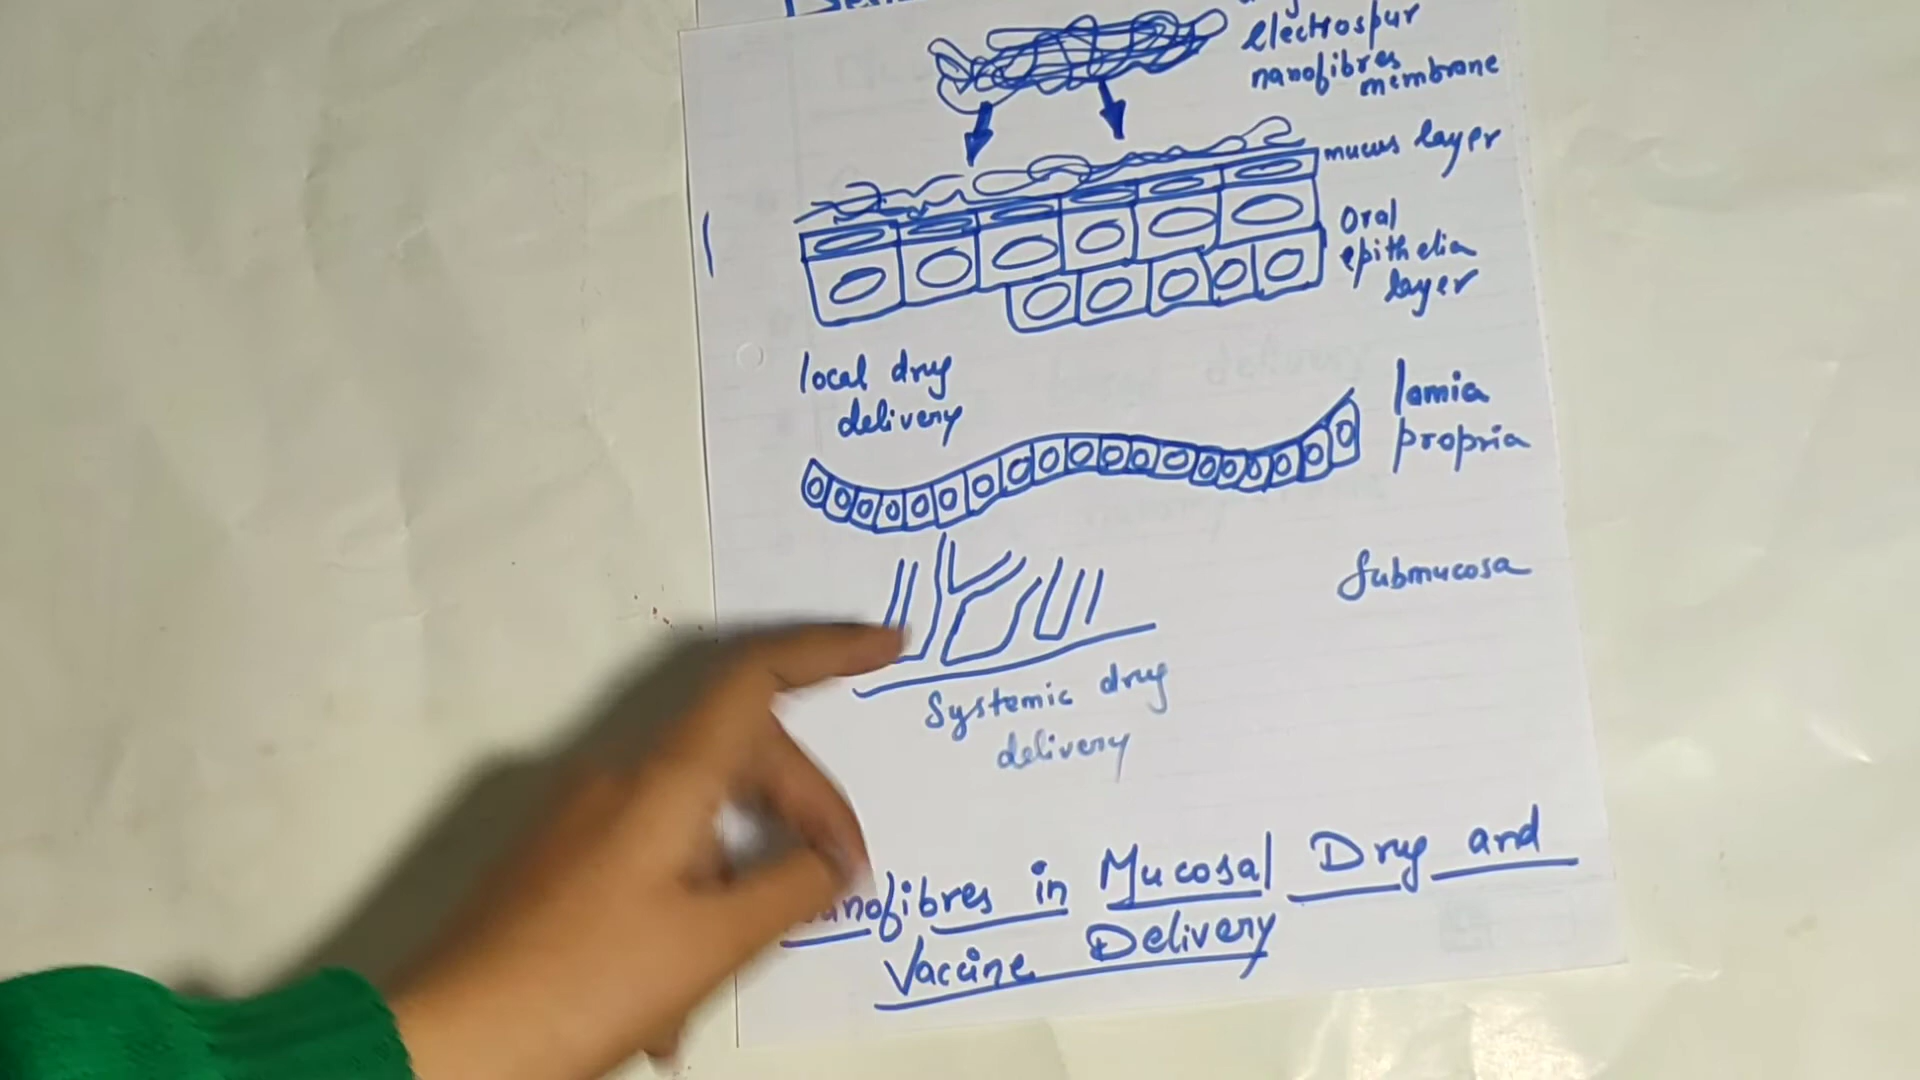 electrospur
nanofibres
membrane
mucus layer
Oral
epithelia
layer
local drug
delivery
lamia
propria
Submucosa
Systemic drug
delivery
in Mucosal Drug and
Vaccine Delivery